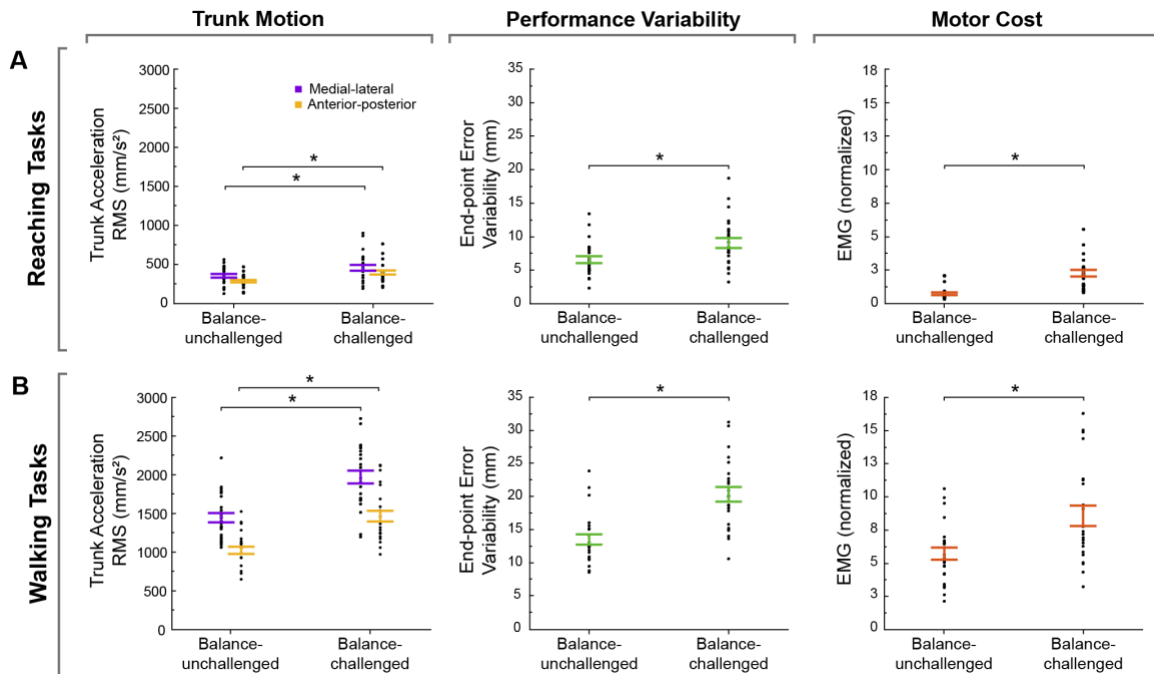 Trunk Motion
Performance Variability
Motor Cost
A
Reaching Tasks
Trunk Acceleration
RMS (mm/s²)
3000
2500
2000
1500
1000
500
0
Medial-lateral
Anterior-posterior
*
*
Balance-
unchallenged
Balance-
challenged
End-point Error
Variability (mm)
35
30
25
20
15
10
5
0
*
Balance-
unchallenged
Balance-
challenged
EMG (normalized)
18
15
13
10
8
5
3
0
*
Balance-
unchallenged
Balance-
challenged
B
Walking Tasks
Trunk Acceleration
RMS (mm/s²)
3000
2500
2000
1500
1000
500
0
*
*
Balance-
unchallenged
Balance-
challenged
End-point Error
Variability (mm)
35
30
25
20
15
10
5
0
*
Balance-
unchallenged
Balance-
challenged
EMG (normalized)
18
15
13
10
8
5
3
0
*
Balance-
unchallenged
Balance-
challenged